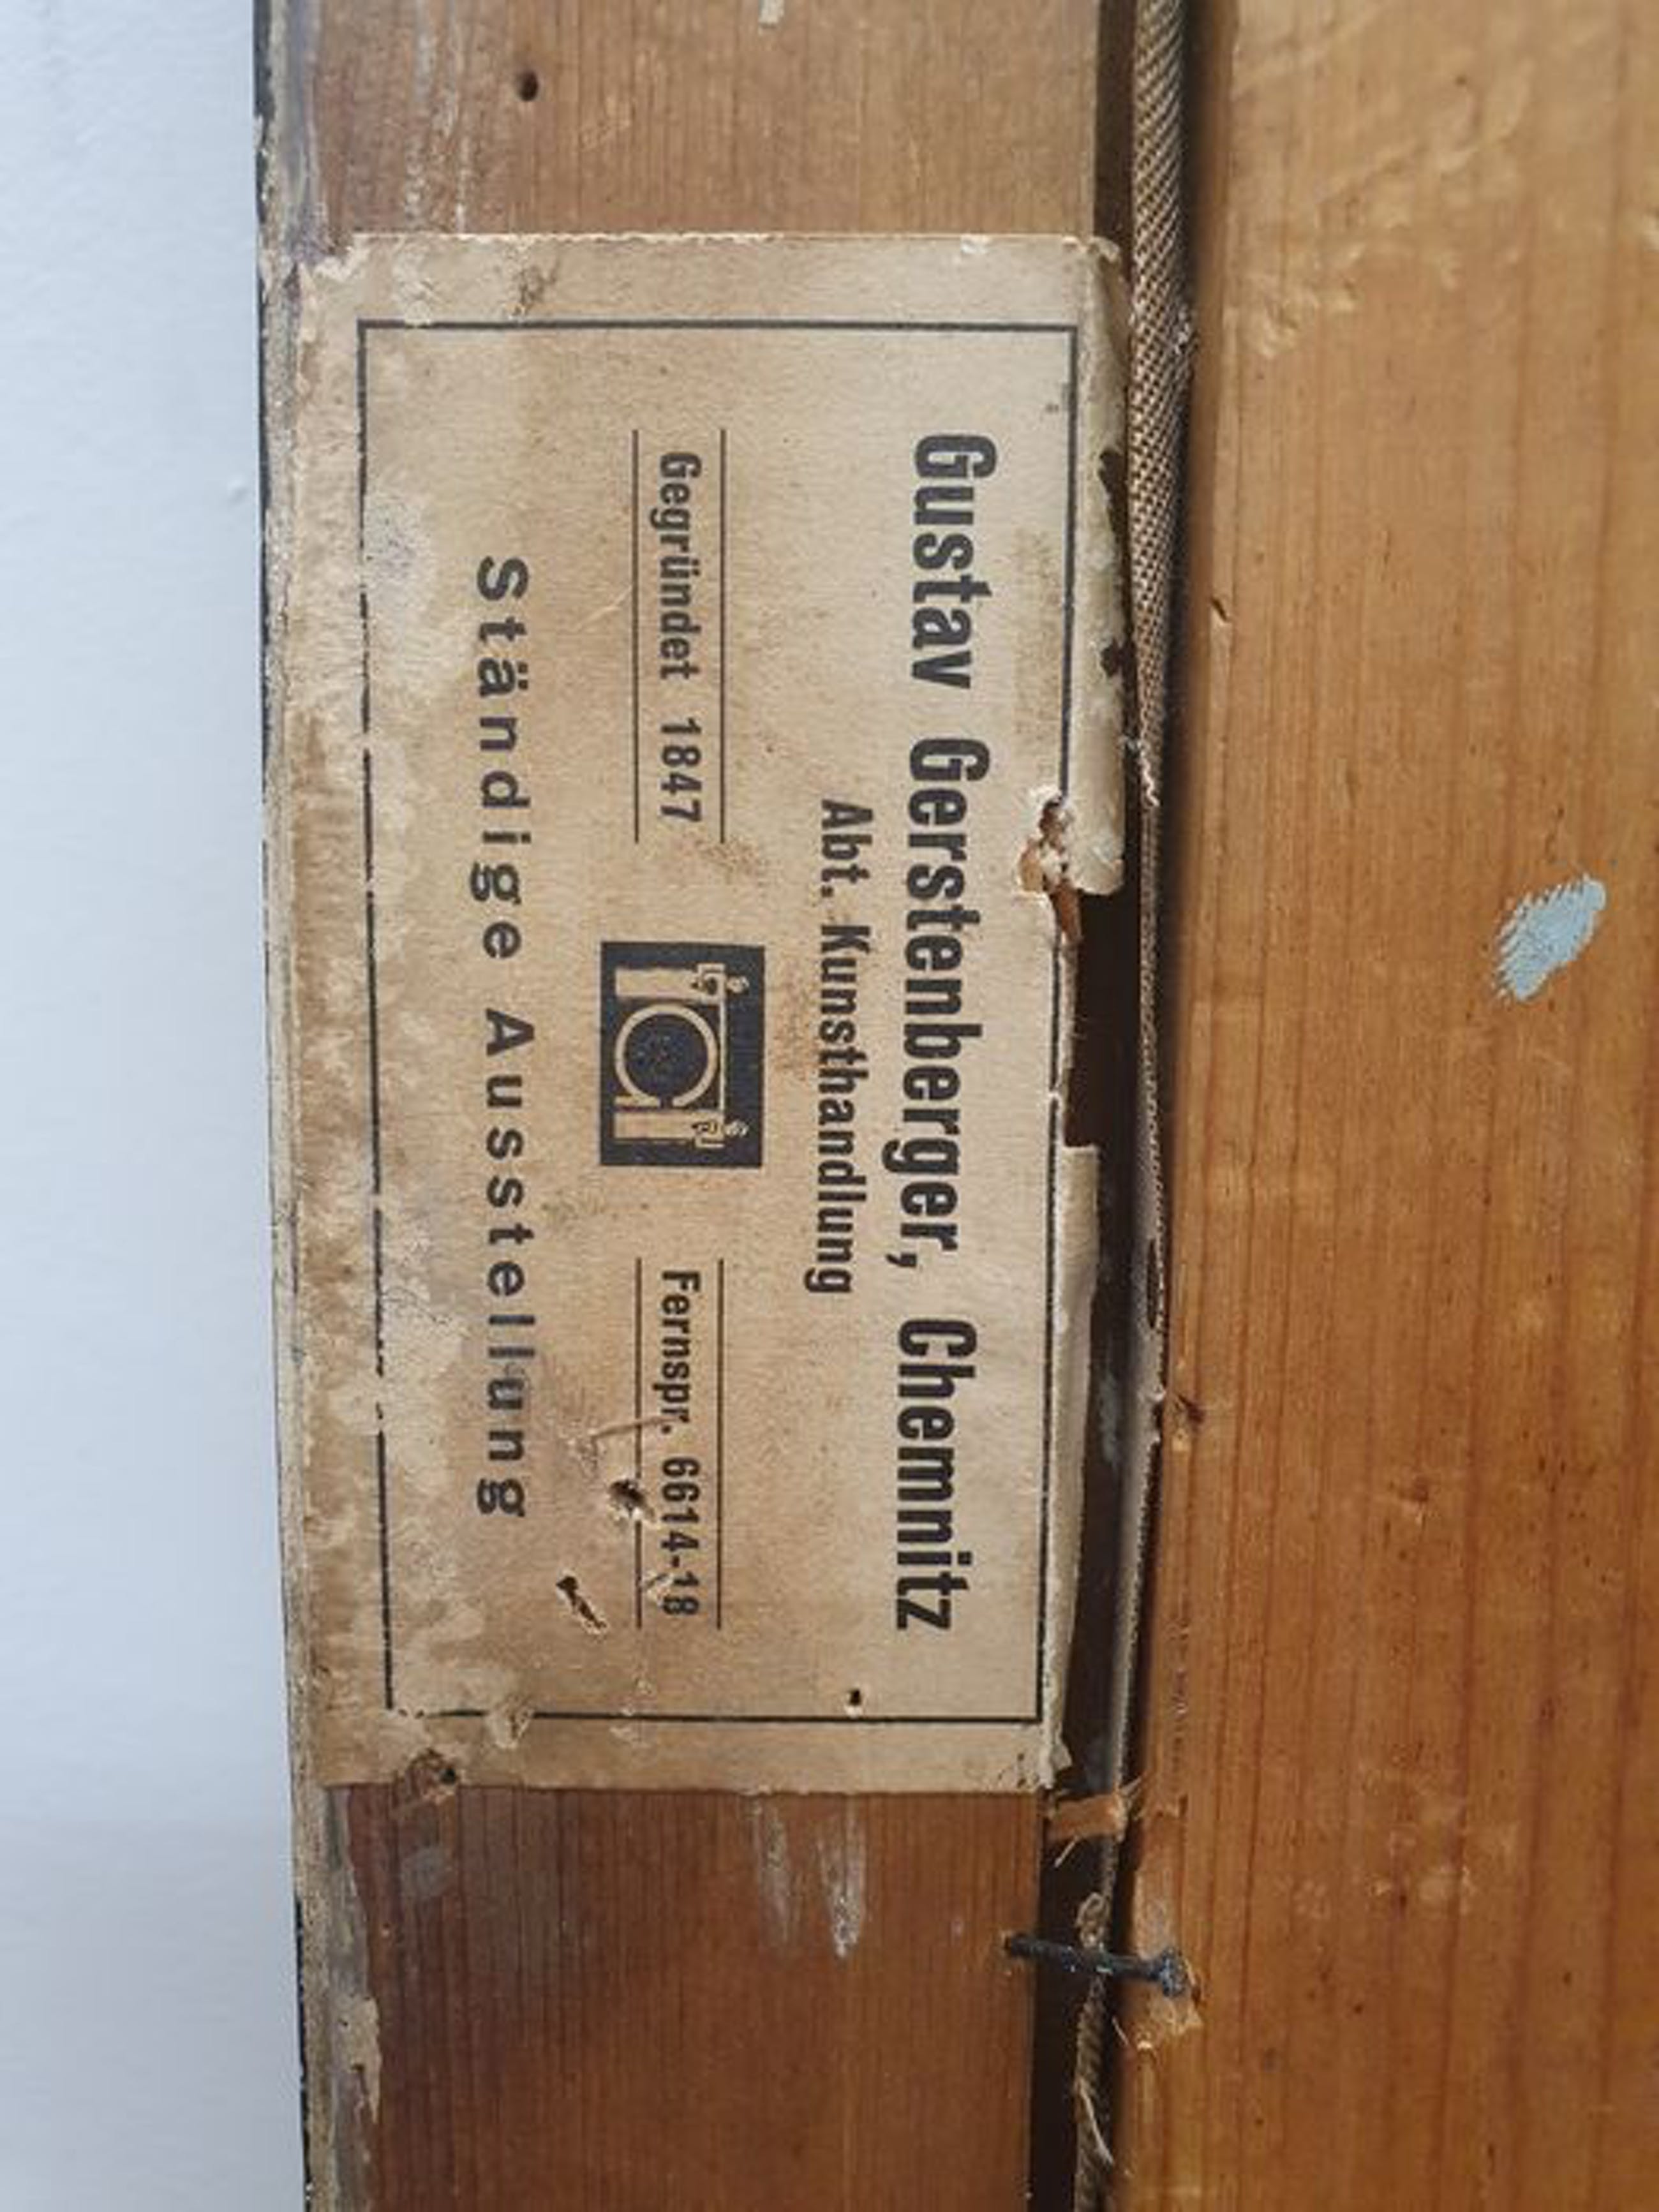 Gustav Gerstenberger, Chemnitz
Abt. Kunsthandlung
Gegründet 1847
Fernspr. 6614-18
Ständige Ausstellung